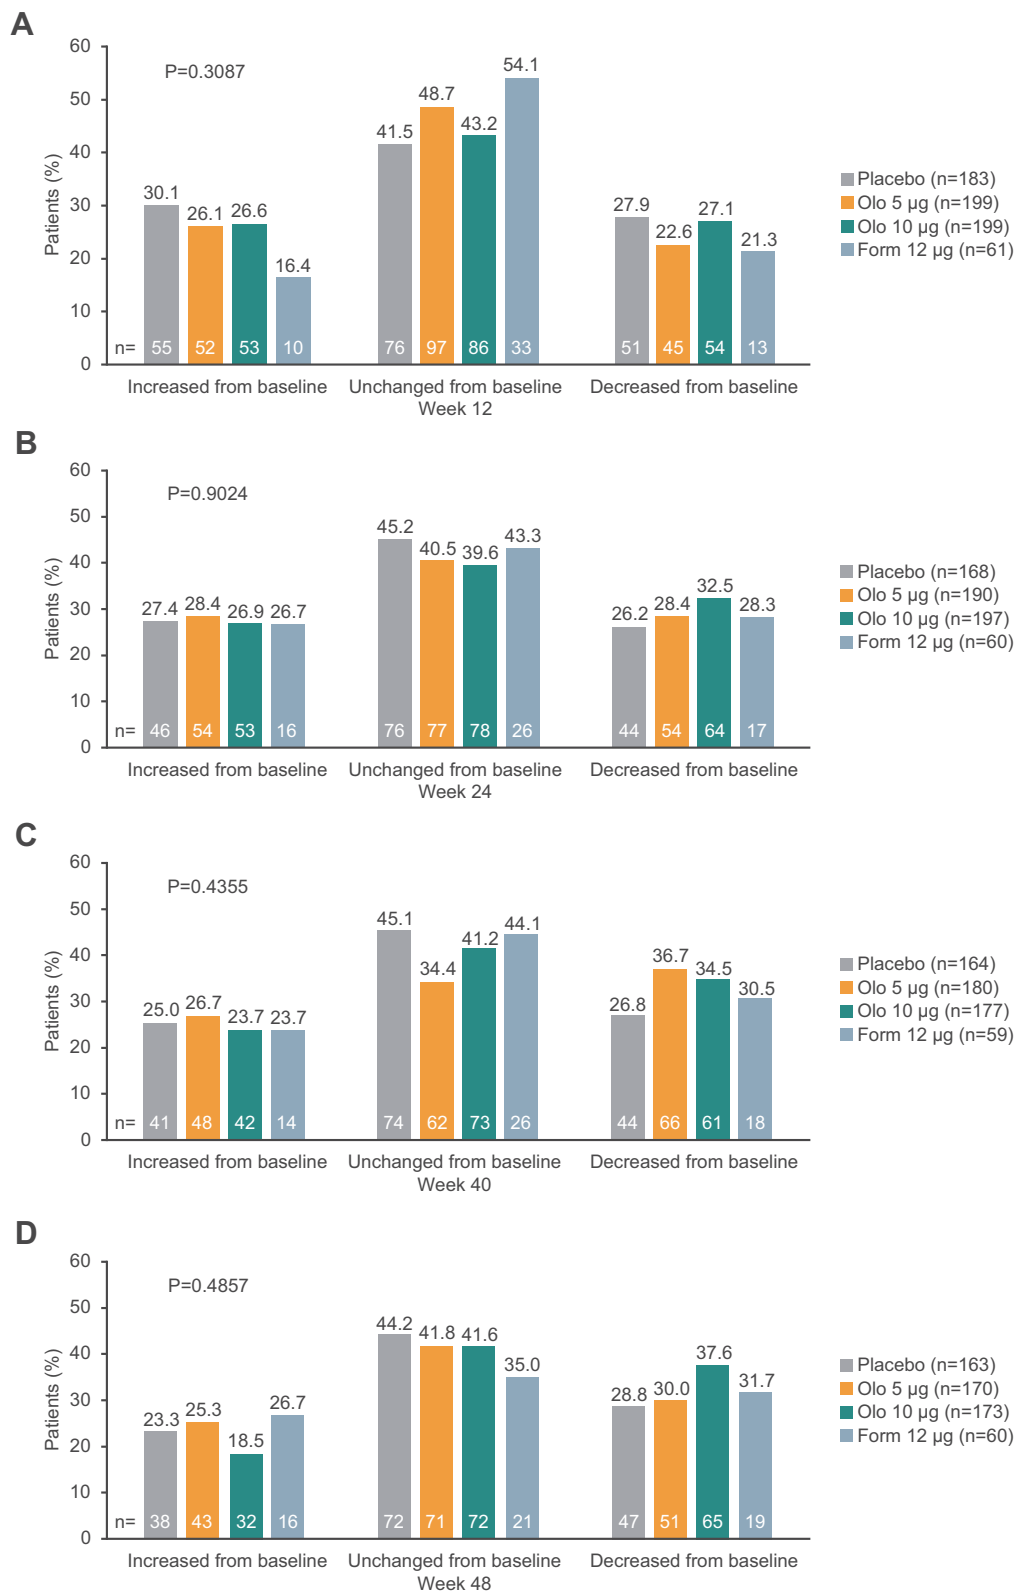 A
60
50
40
30
20
10
0
Patients (%)
P=0.3087
30.1 26.1 26.6 16.4
41.5 48.7 43.2 54.1
27.9 22.6 27.1 21.3
n= 55 52 53 10 76 97 86 33 51 45 54 13
Increased from baseline Unchanged from baseline Decreased from baseline
Week 12
Placebo (n=183)
Olo 5 µg (n=199)
Olo 10 µg (n=199)
Form 12 µg (n=61)
B
60
50
40
30
20
10
0
Patients (%)
P=0.9024
27.4 28.4 26.9 26.7
45.2 40.5 39.6 43.3
26.2 28.4 32.5 28.3
n= 46 54 53 16 76 77 78 26 44 54 64 17
Increased from baseline Unchanged from baseline Decreased from baseline
Week 24
Placebo (n=168)
Olo 5 µg (n=190)
Olo 10 µg (n=197)
Form 12 µg (n=60)
C
60
50
40
30
20
10
0
Patients (%)
P=0.4355
25.0 26.7 23.7 23.7
45.1 34.4 41.2 44.1
26.8 36.7 34.5 30.5
n= 41 48 42 14 74 62 73 26 44 66 61 18
Increased from baseline Unchanged from baseline Decreased from baseline
Week 40
Placebo (n=164)
Olo 5 µg (n=180)
Olo 10 µg (n=177)
Form 12 µg (n=59)
D
60
50
40
30
20
10
0
Patients (%)
P=0.4857
23.3 25.3 18.5 26.7
44.2 41.8 41.6 35.0
28.8 30.0 37.6 31.7
n= 38 43 32 16 72 71 72 21 47 51 65 19
Increased from baseline Unchanged from baseline Decreased from baseline
Week 48
Placebo (n=163)
Olo 5 µg (n=170)
Olo 10 µg (n=173)
Form 12 µg (n=60)